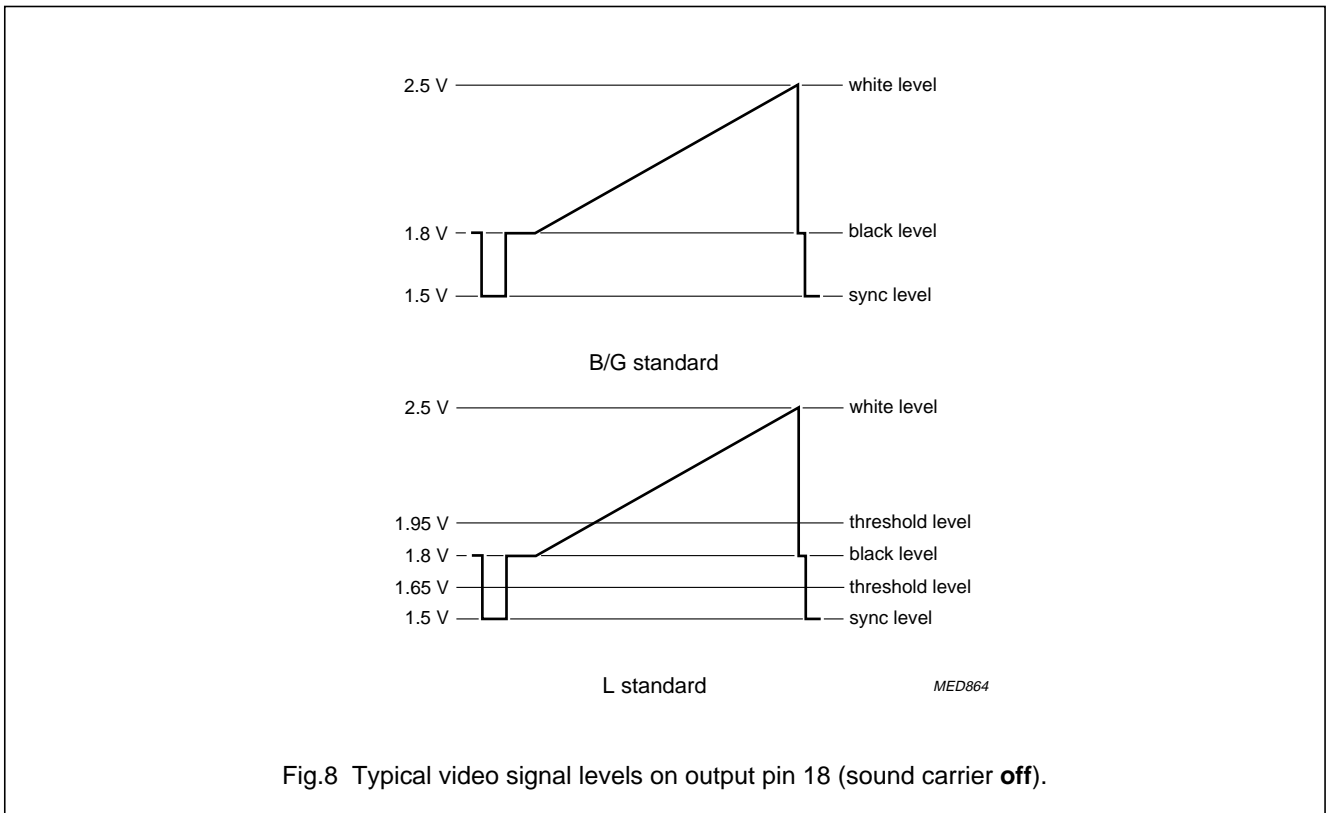 2.5 V white level
1.8 V black level
1.5 V sync level
B/G standard
2.5 V white level
1.95 V threshold level
1.8 V black level
1.65 V threshold level
1.5 V sync level
L standard
MED864
Fig.8 Typical video signal levels on output pin 18 (sound carrier off).